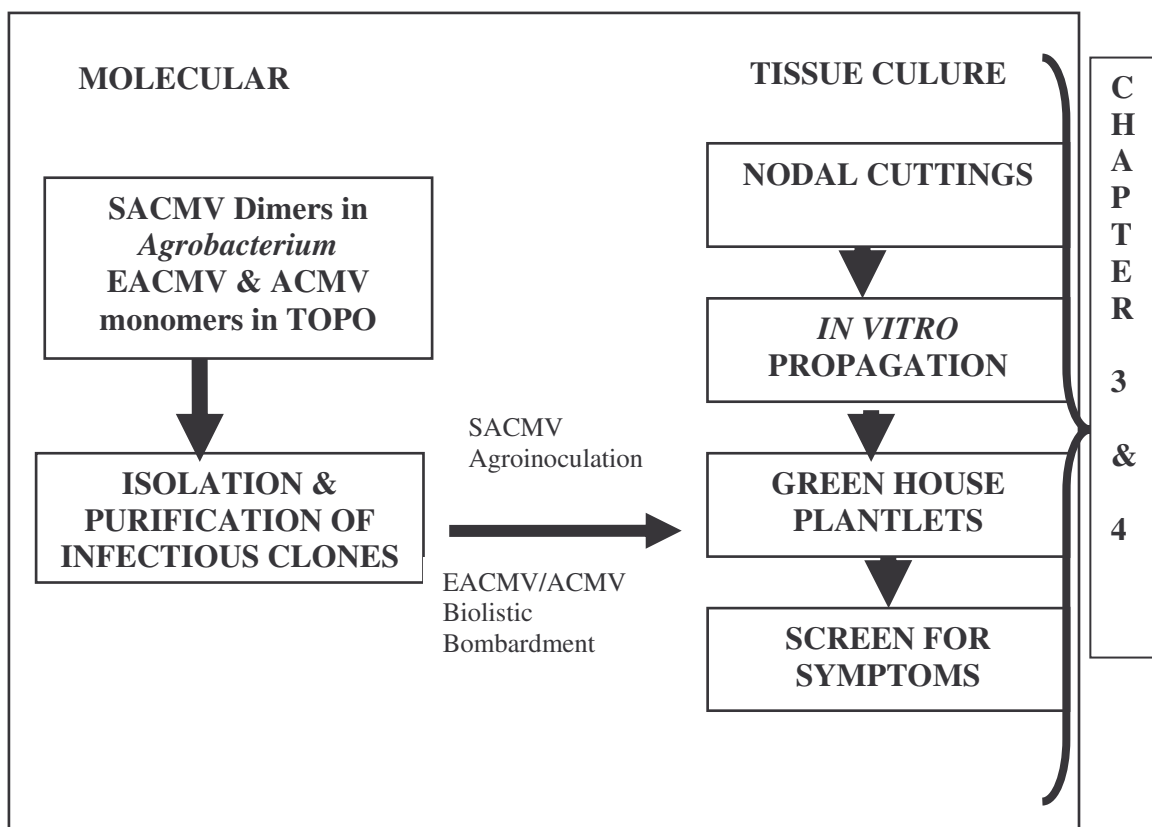 MOLECULAR
SACMV Dimers in
Agrobacterium
EACMV & ACMV
monomers in TOPO
ISOLATION &
PURIFICATION OF
INFECTIOUS CLONES
SACMV
Agroinoculation
EACMV/ACMV
Biolistic
Bombardment
TISSUE CULURE
NODAL CUTTINGS
IN VITRO
PROPAGATION
GREEN HOUSE
PLANTLETS
SCREEN FOR
SYMPTOMS
C
H
A
P
T
E
R
3
&
4